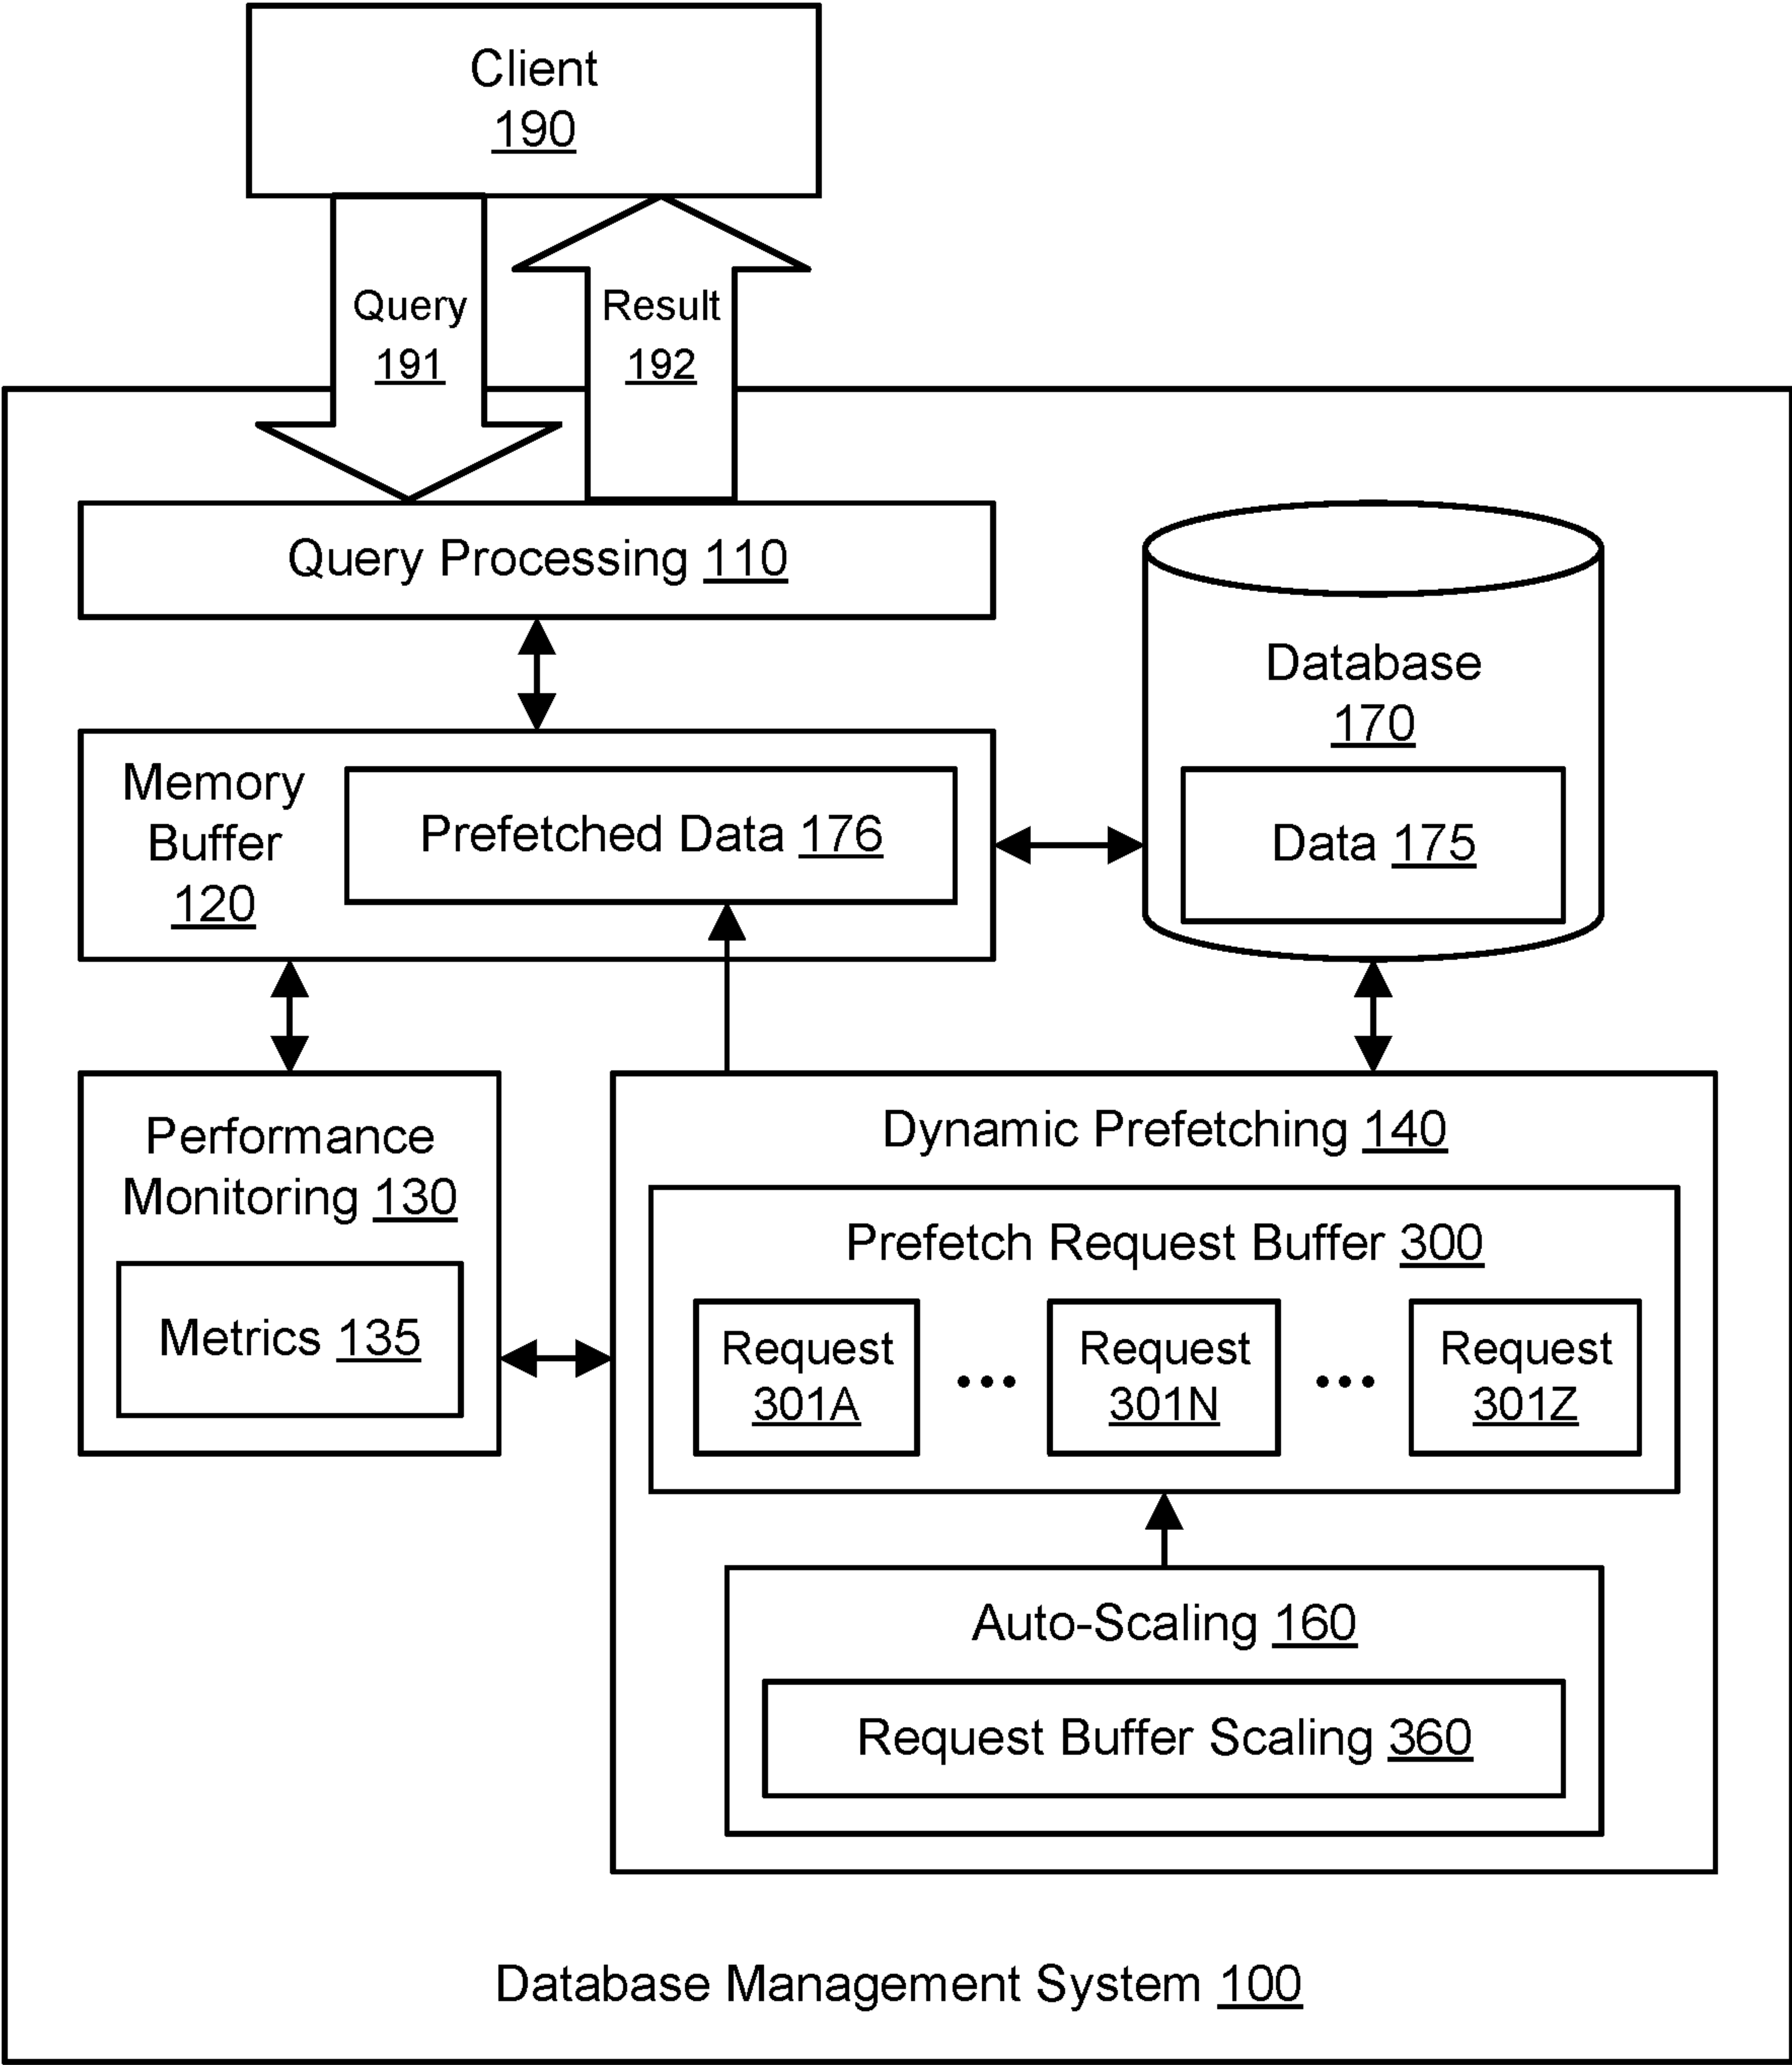 Client
190
Query
191
Result
192
Query Processing 110
Database
170
Memory
Buffer
120
Prefetched Data 176
Data 175
Performance
Monitoring 130
Metrics 135
Dynamic Prefetching 140
Prefetch Request Buffer 300
Request
301A
•••
Request
301N
•••
Request
301Z
Auto-Scaling 160
Request Buffer Scaling 360
Database Management System 100